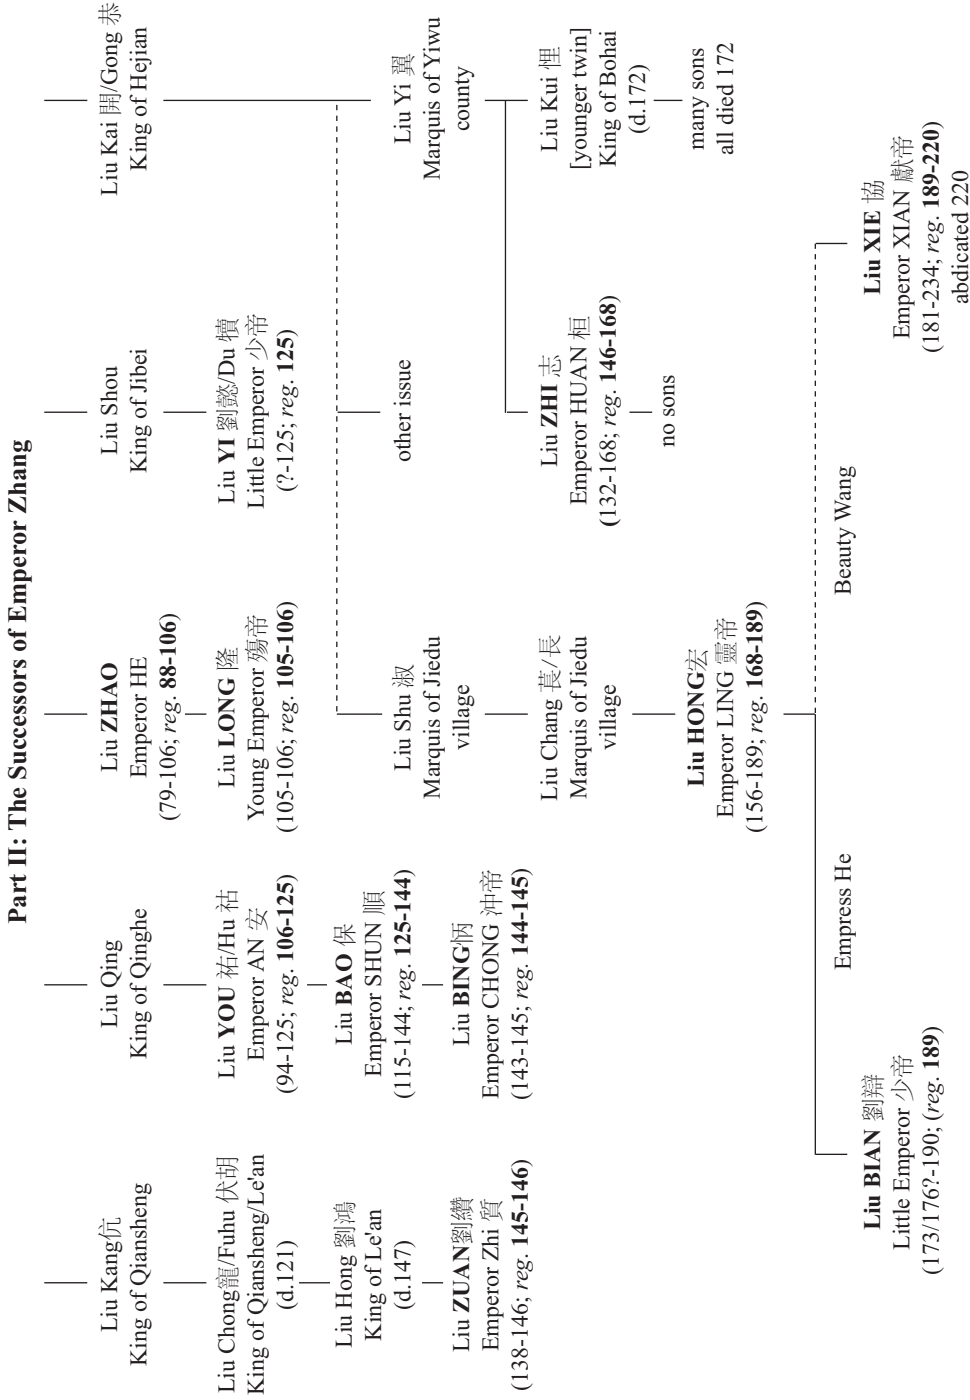 Part II: The Successors of Emperor Zhang
Liu Kang伉
King of Qiansheng
Liu Chong寵/Fuhu 伏胡
King of Qiansheng/Le'an
(d.121)
Liu Hong 劉鴻
King of Le'an
(d.147)
Liu ZUAN劉纘
Emperor Zhi 質
(138-146; reg. 145-146)
Liu Qing
King of Qinghe
Liu YOU 祐/Hu 祜
Emperor AN 安
(94-125; reg. 106-125)
Liu BAO 保
Emperor SHUN 順
(115-144; reg. 125-144)
Liu BING炳
Emperor CHONG 沖帝
(143-145; reg. 144-145)
Liu ZHAO
Emperor HE
(79-106; reg. 88-106)
Liu LONG 隆
Young Emperor 殤帝
(105-106; reg. 105-106)
Liu Shou
King of Jibei
Liu YI 劉懿/Du 犢
Little Emperor 少帝
(?-125; reg. 125)
Liu Kai 開/Gong 恭
King of Hejian
Liu Shu 淑
Marquis of Jiedu
village
other issue
Liu Yi 翼
Marquis of Yiwu
county
Liu Chang 萇/長
Marquis of Jiedu
village
Liu ZHI 志
Emperor HUAN 桓
(132-168; reg. 146-168)
no sons
Liu Kui 悝
[younger twin]
King of Bohai
(d.172)
many sons
all died 172
Liu HONG宏
Emperor LING 靈帝
(156-189; reg. 168-189)
Empress He
Beauty Wang
Liu BIAN 劉辯
Little Emperor 少帝
(173/176?-190; (reg. 189)
Liu XIE 協
Emperor XIAN 獻帝
(181-234; reg. 189-220)
abdicated 220